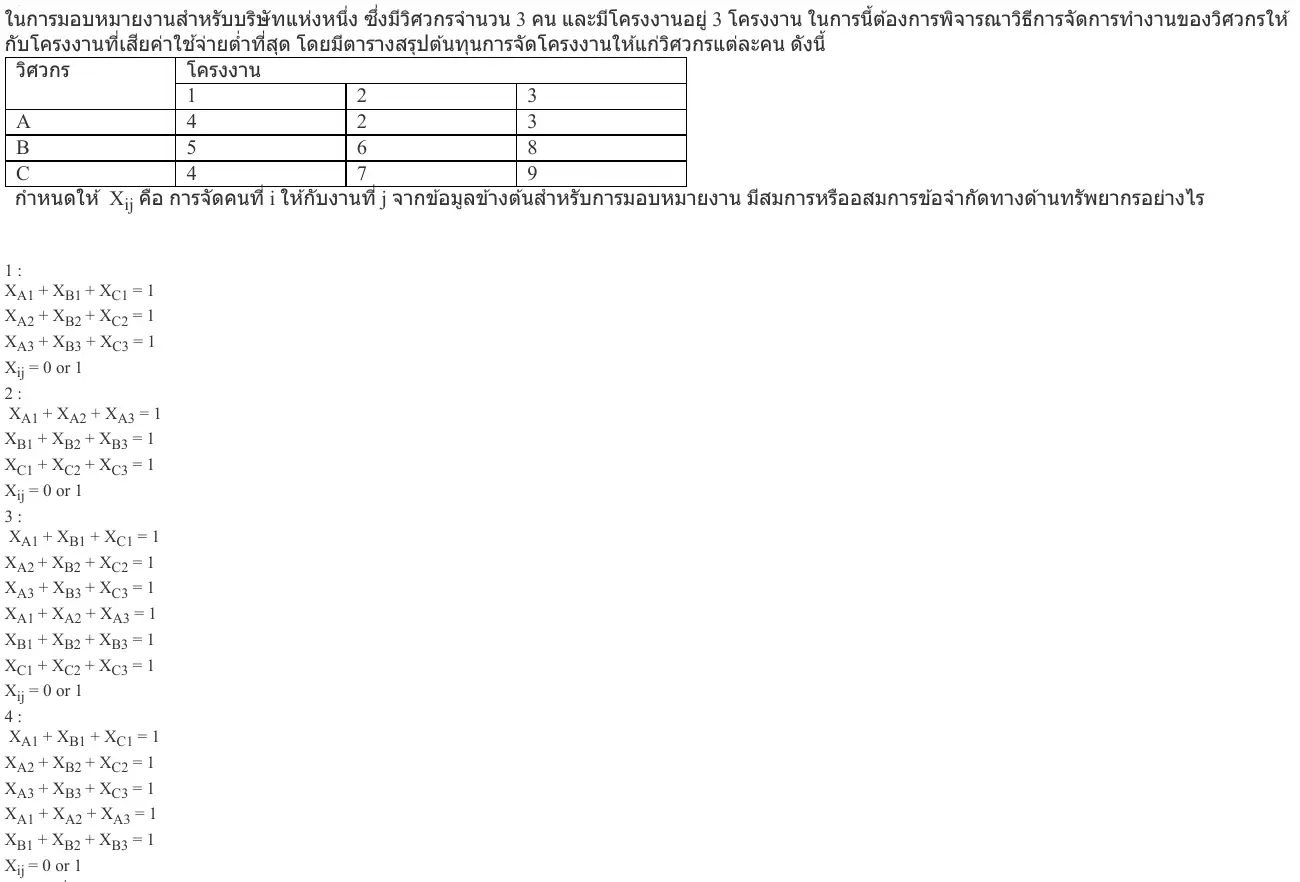 ในการมอบหมายงานสำหรับบริษัทแห่งหนึ่ง ซึ่งมีวิศวกรจำนวน 3 คน และมีโครงงานอยู่ 3 โครงงาน ในการนี้ต้องการพิจารณาวิธีการจัดการทำงานของวิศวกรให้
กับโครงงานที่เสียค่าใช้จ่ายต่ำที่สุด โดยมีตารางสรุปต้นทุนการจัดโครงงานให้แก่วิศวกรแต่ละคน ดังนี้
วิศวกร โครงงาน
1 2 3
A 4 2 3
B 5 6 8
C 4 7 9
กำหนดให้ Xij คือ การจัดคนที่ i ให้กับงานที่ j จากข้อมูลข้างต้นสำหรับการมอบหมายงาน มีสมการหรืออสมการข้อจำกัดทางด้านทรัพยากรอย่างไร
1 :
XA1 + XB1 + XC1 = 1
XA2 + XB2 + XC2 = 1
XA3 + XB3 + XC3 = 1
Xij = 0 or 1
2 :
XA1 + XA2 + XA3 = 1
XB1 + XB2 + XB3 = 1
XC1 + XC2 + XC3 = 1
Xij = 0 or 1
3 :
XA1 + XB1 + XC1 = 1
XA2 + XB2 + XC2 = 1
XA3 + XB3 + XC3 = 1
XA1 + XA2 + XA3 = 1
XB1 + XB2 + XB3 = 1
XC1 + XC2 + XC3 = 1
Xij = 0 or 1
4 :
XA1 + XB1 + XC1 = 1
XA2 + XB2 + XC2 = 1
XA3 + XB3 + XC3 = 1
XA1 + XA2 + XA3 = 1
XB1 + XB2 + XB3 = 1
Xij = 0 or 1